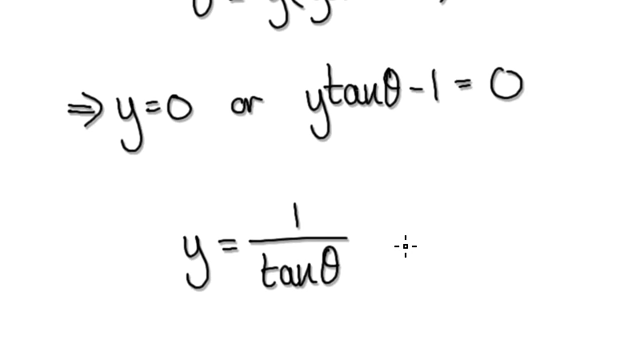 ⇒ y=0 or ytanθ-1=0
y = 1/tanθ